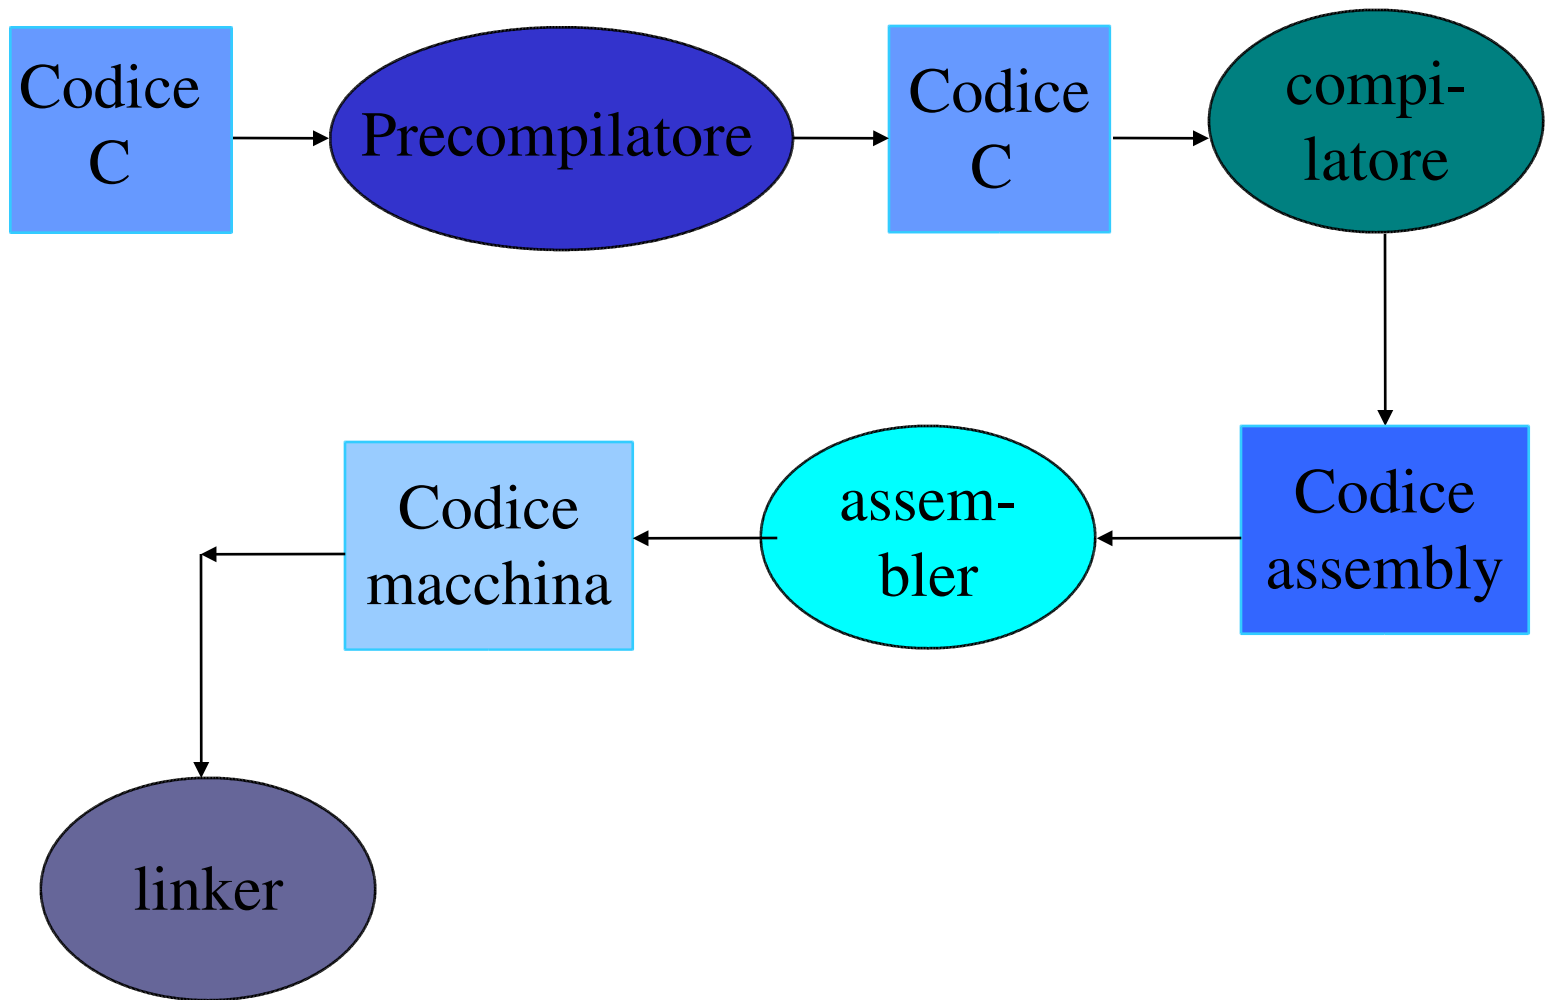 Codice
C
Precompilatore
Codice
C
compi-
latore
Codice
assembly
assem-
bler
Codice
macchina
linker